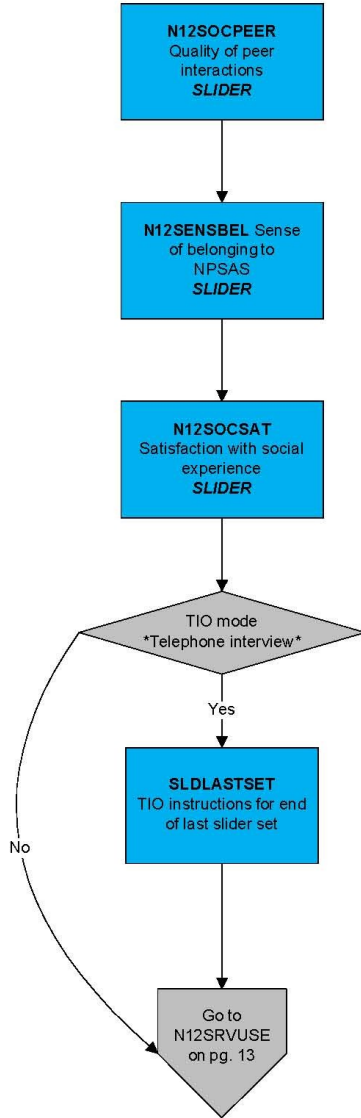 N12SOCPEER
Quality of peer
interactions
SLIDER
N12SENSBEL Sense
of belonging to
NPSAS
SLIDER
N12SOCSAT
Satisfaction with social
experience
SLIDER
TIO mode
*Telephone interview*
Yes
SLDLASTSET
TIO instructions for end
of last slider set
No
Go to
N12SRVUSE
on pg. 13